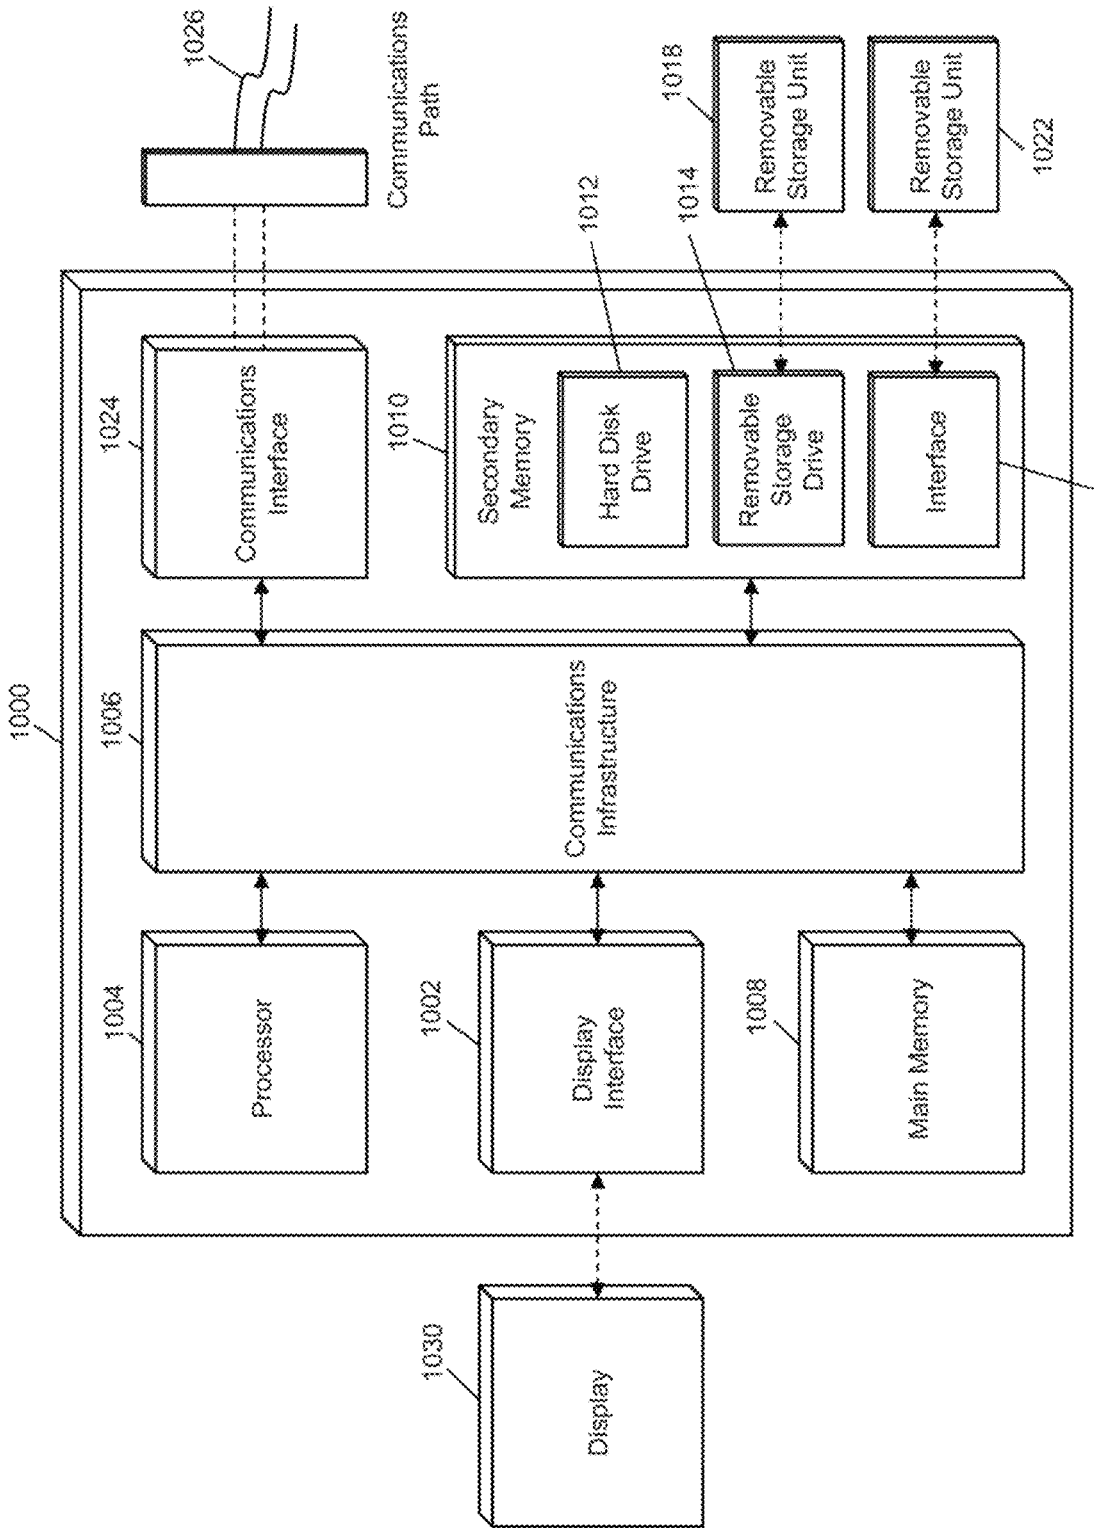 1000
1004
Processor
1006
Communications
Infrastructure
1024
Communications
Interface
1026
Communications
Path
1030
Display
1002
Display
Interface
1010
Secondary
Memory
1012
Hard Disk
Drive
1008
Main Memory
1014
Removable
Storage
Drive
1018
Removable
Storage Unit
Interface
Removable
Storage Unit
1022